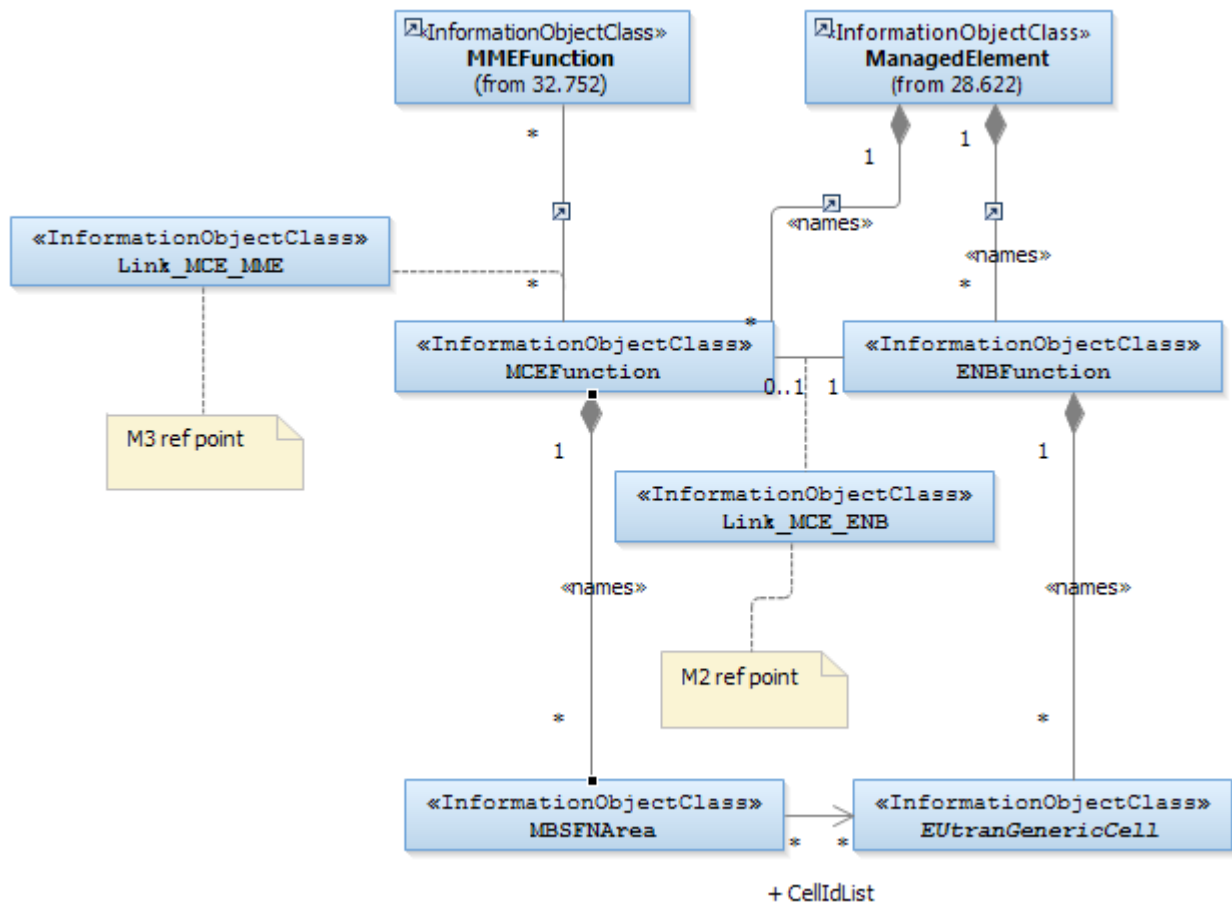 «InformationObjectClass»
MMEFunction
(from 32.752)
«InformationObjectClass»
ManagedElement
(from 28.622)
*
1
1
«names»
«InformationObjectClass»
Link_MCE_MME
«names»
*
*
*
«InformationObjectClass»
MCEFunction
«InformationObjectClass»
ENBFunction
0..1
1
M3 ref point
1
1
«InformationObjectClass»
Link_MCE_ENB
«names»
«names»
M2 ref point
*
*
«InformationObjectClass»
MBSFNArea
«InformationObjectClass»
EUtranGenericCell
*
*
+ CellIdList